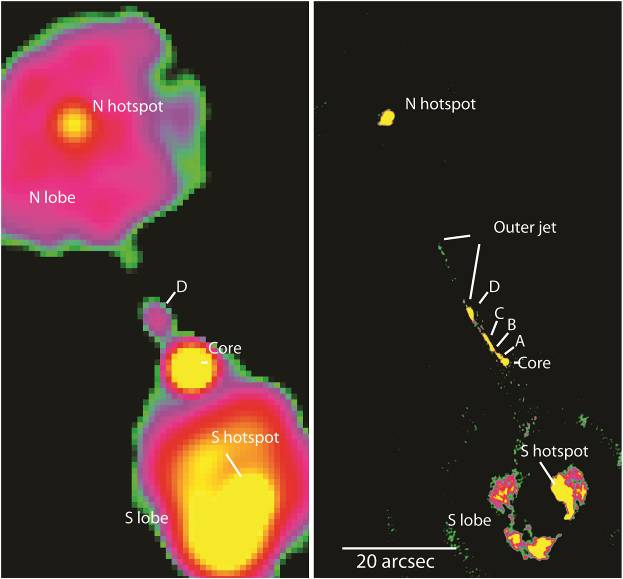 N hotspot
N lobe
D
Core
S hotspot
S lobe
N hotspot
Outer jet
D
C
B
A
Core
S hotspot
S lobe
20 arcsec